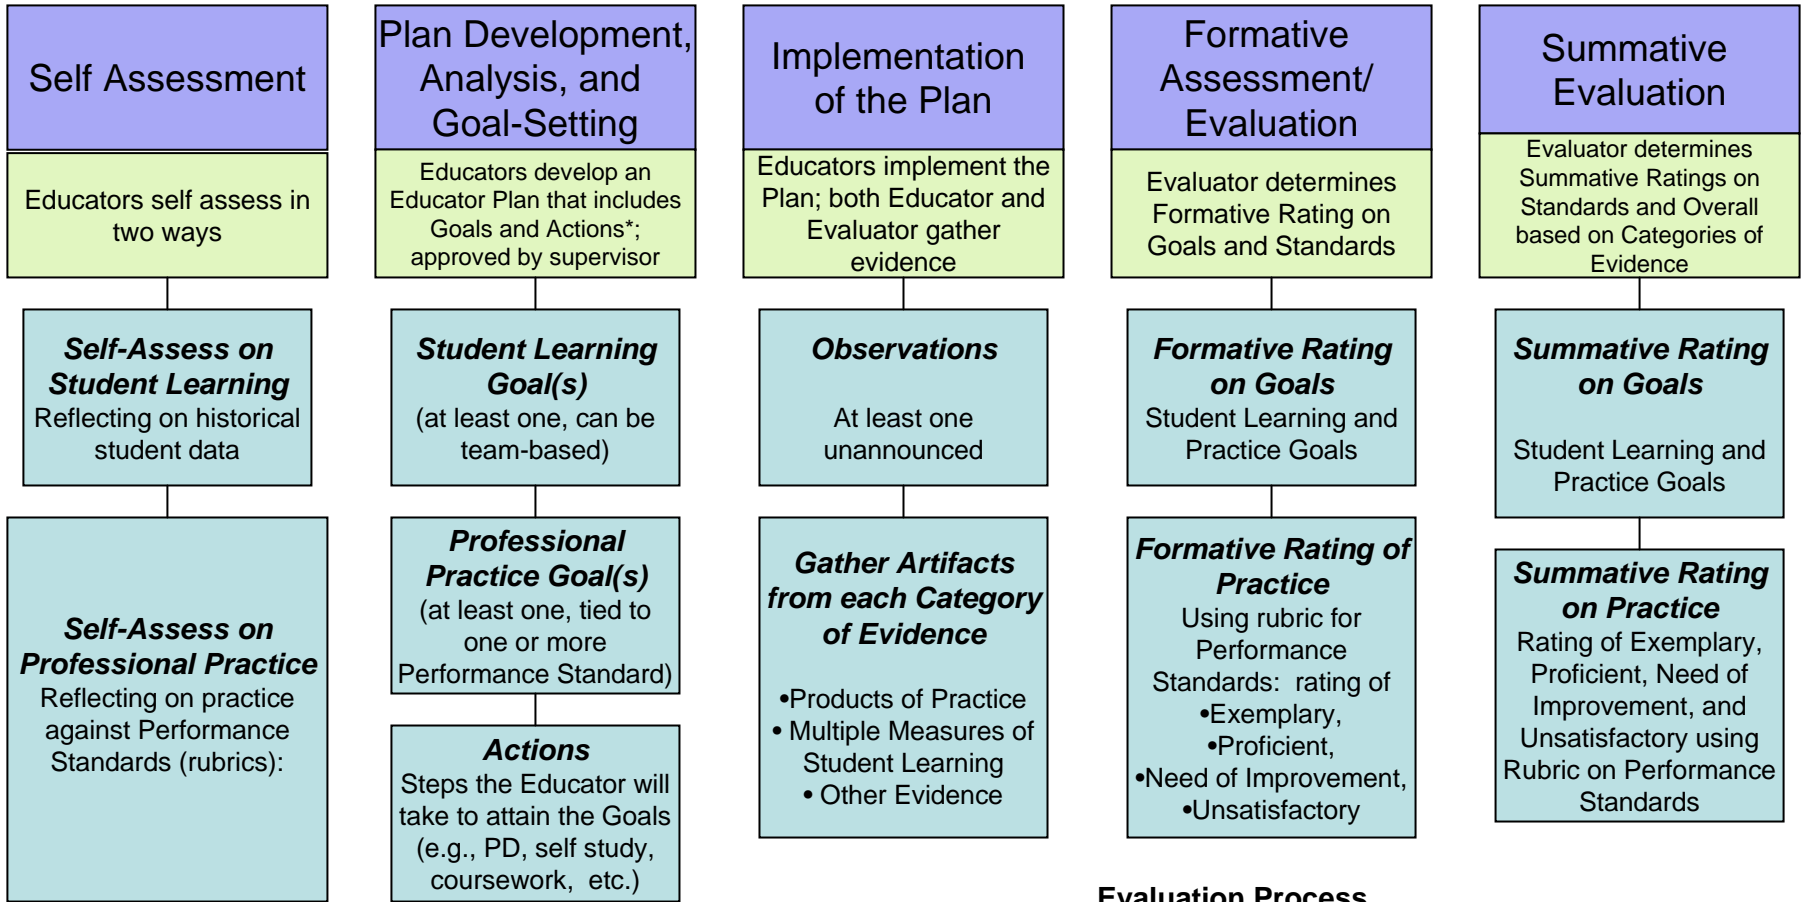 Self Assessment
Educators self assess in
two ways
Self-Assess on
Student Learning
Reflecting on historical
student data
Self-Assess on
Professional Practice
Reflecting on practice
against Performance
Standards (rubrics):
Plan Development,
Analysis, and
Goal-Setting
Educators develop an
Educator Plan that includes
Goals and Actions*;
approved by supervisor
Student Learning
Goal(s)
(at least one, can be
team-based)
Professional
Practice Goal(s)
(at least one, tied to
one or more
Performance Standard)
Actions
Steps the Educator will
take to attain the Goals
(e.g., PD, self study,
coursework, etc.)
Implementation
of the Plan
Educators implement the
Plan; both Educator and
Evaluator gather
evidence
Observations
At least one
unannounced
Gather Artifacts
from each Category
of Evidence
•Products of Practice
• Multiple Measures of
Student Learning
• Other Evidence
Formative
Assessment/
Evaluation
Evaluator determines
Formative Rating on
Goals and Standards
Formative Rating
on Goals
Student Learning and
Practice Goals
Formative Rating of
Practice
Using rubric for
Performance
Standards: rating of
•Exemplary,
•Proficient,
•Need of Improvement,
•Unsatisfactory
Summative
Evaluation
Evaluator determines
Summative Ratings on
Standards and Overall
based on Categories of
Evidence
Summative Rating
on Goals
Student Learning and
Practice Goals
Summative Rating
on Practice
Rating of Exemplary,
Proficient, Need of
Improvement, and
Unsatisfactory using
Rubric on Performance
Standards
Evaluation Process